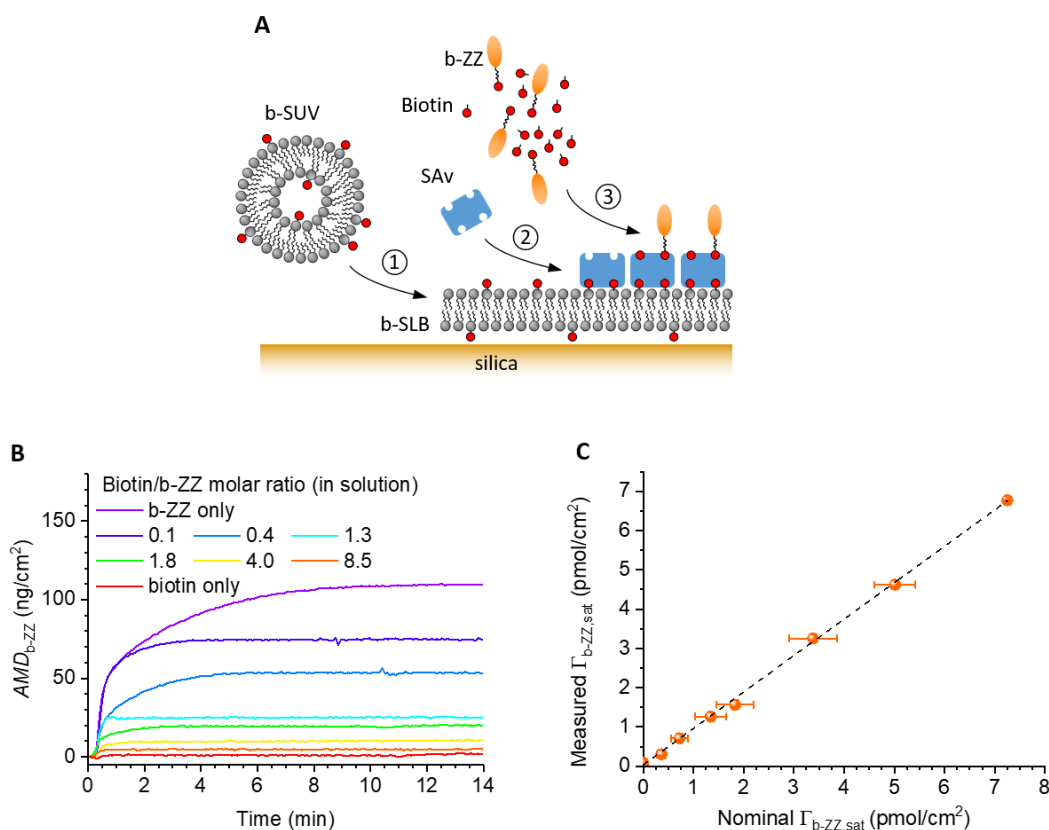 A
b-ZZ
Biotin
b-SUV
SAv
③
②
①
b-SLB
silica
B
Biotin/b-ZZ molar ratio (in solution)
b-ZZ only
0.1 0.4 1.3
1.8 4.0 8.5
biotin only
150
100
50
0
AMD b-ZZ (ng/cm²)
0 2 4 6 8 10 12 14
Time (min)
C
7
6
5
4
3
2
1
0
Measured Γb-ZZ,sat (pmol/cm²)
0 1 2 3 4 5 6 7 8
Nominal Γb-ZZ,sat (pmol/cm²)